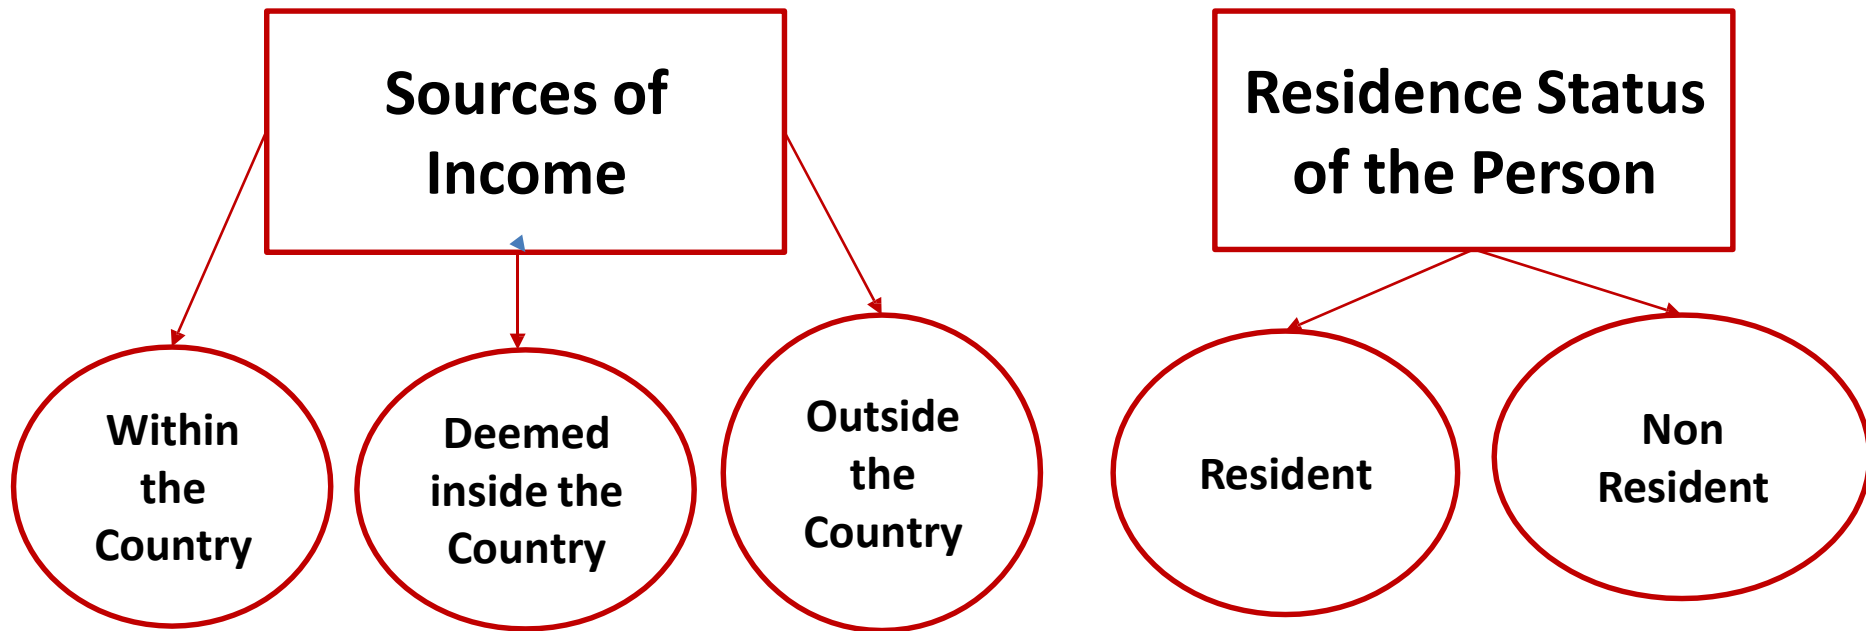 Sources of
Income
Residence Status
of the Person
Within
the
Country
Deemed
inside the
Country
Outside
the
Country
Resident
Non
Resident